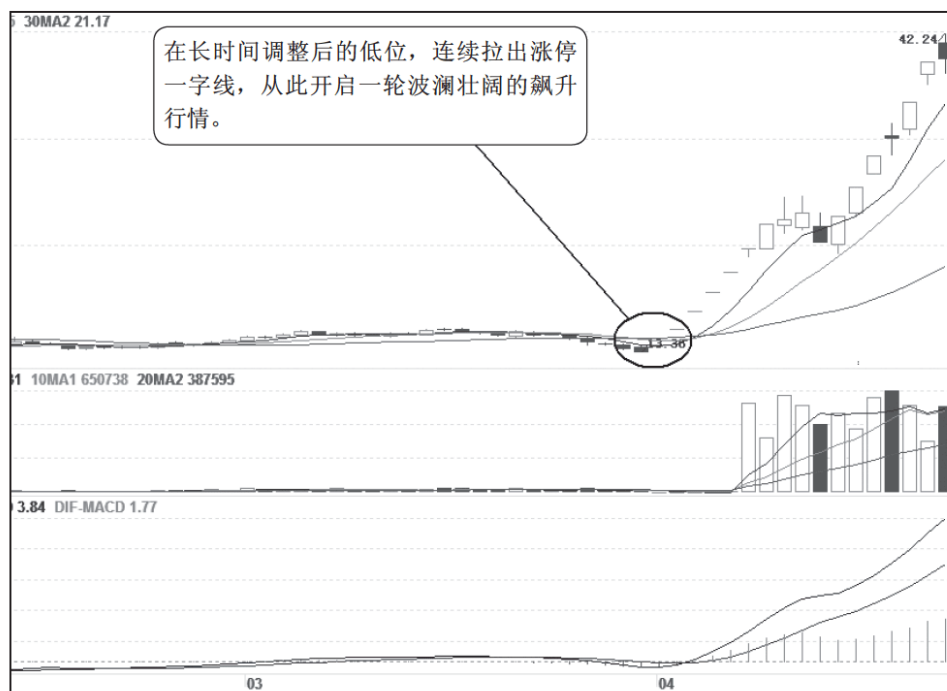 30MA2 21.17
42.24
在长时间调整后的低位，连续拉出涨停
一字线，从此开启一轮波澜壮阔的飙升
行情。
13.38
10MA1 650738 20MA2 387595
3.84 DIF-MACD 1.77
03
04